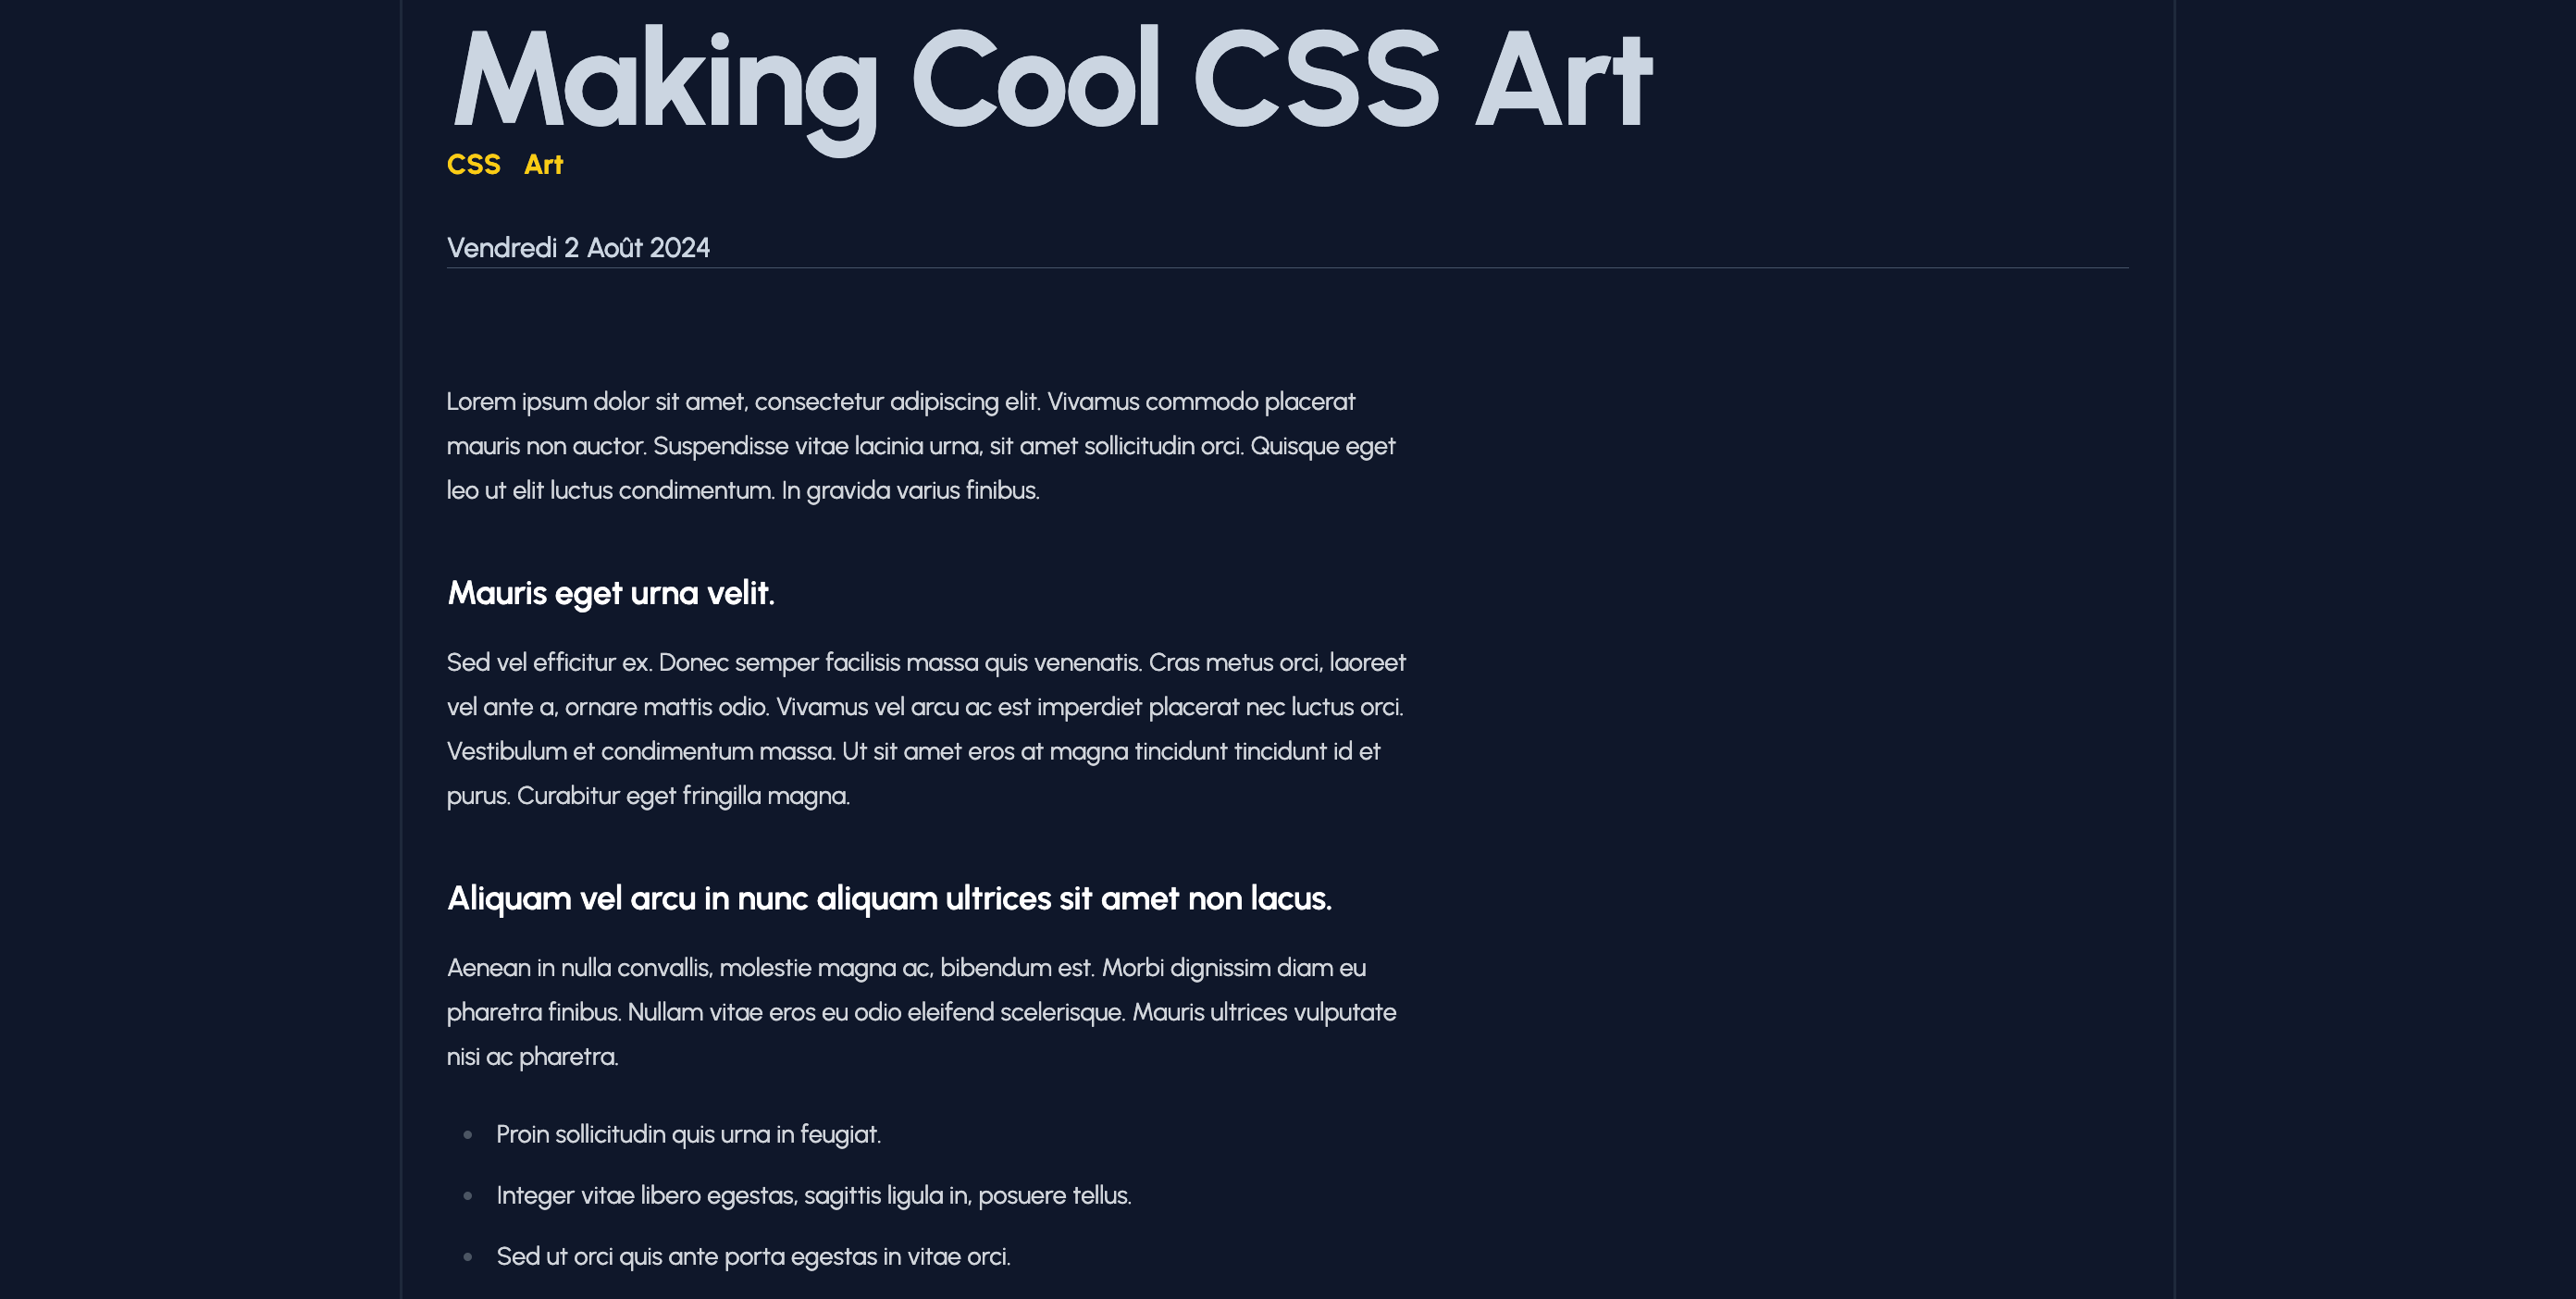 Making Cool CSS Art
CSS Art
Vendredi 2 Août 2024
Lorem ipsum dolor sit amet, consectetur adipiscing elit. Vivamus commodo placerat
mauris non auctor. Suspendisse vitae lacinia urna, sit amet sollicitudin orci. Quisque eget
leo ut elit luctus condimentum. In gravida varius finibus.
Mauris eget urna velit.
Sed vel efficitur ex. Donec semper facilisis massa quis venenatis. Cras metus orci, laoreet
vel ante a, ornare mattis odio. Vivamus vel arcu ac est imperdiet placerat nec luctus orci.
Vestibulum et condimentum massa. Ut sit amet eros at magna tincidunt tincidunt id et
purus. Curabitur eget fringilla magna.
Aliquam vel arcu in nunc aliquam ultrices sit amet non lacus.
Aenean in nulla convallis, molestie magna ac, bibendum est. Morbi dignissim diam eu
pharetra finibus. Nullam vitae eros eu odio eleifend scelerisque. Mauris ultrices vulputate
nisi ac pharetra.
• Proin sollicitudin quis urna in feugiat.
• Integer vitae libero egestas, sagittis ligula in, posuere tellus.
• Sed ut orci quis ante porta egestas in vitae orci.